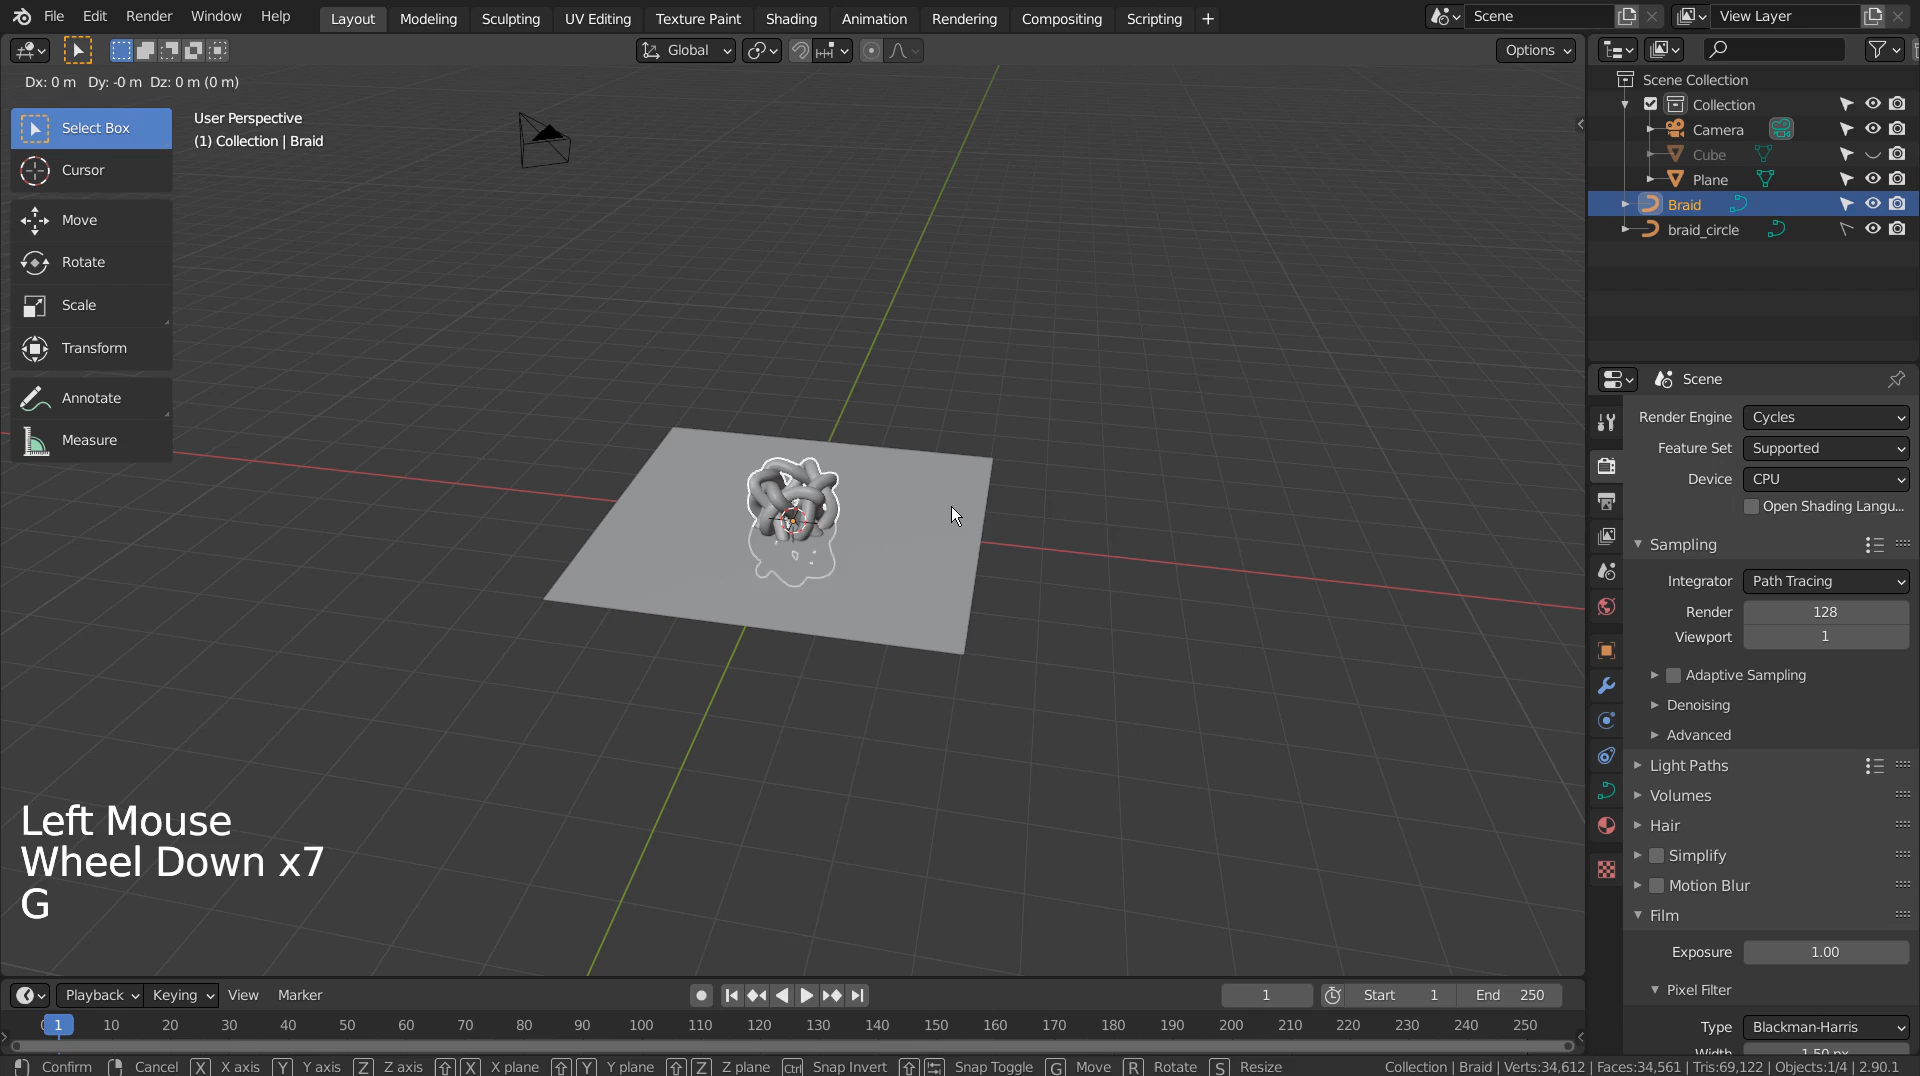 File Edit Render Window Help Layout Modeling Sculpting UV Editing Texture Paint Shading Animation Rendering Compositing Scripting + Scene View Layer
Global Options
Dx: 0 m Dy: -0 m Dz: 0 m (0 m)
User Perspective
(1) Collection | Braid
Select Box
Cursor
Move
Rotate
Scale
Transform
Annotate
Measure
Scene Collection
Collection
Camera
Cube
Plane
Braid
braid_circle
Scene
Render Engine Cycles
Feature Set Supported
Device CPU
Open Shading Langu...
Sampling
Integrator Path Tracing
Render 128
Viewport 1
Adaptive Sampling
Denoising
Advanced
Light Paths
Volumes
Hair
Simplify
Motion Blur
Film
Exposure 1.00
Pixel Filter
Type Blackman-Harris
Width 1.50 px
Left Mouse
Wheel Down x7
G
Playback Keying View Marker 1 Start 1 End 250
1 10 20 30 40 50 60 70 80 90 100 110 120 130 140 150 160 170 180 190 200 210 220 230 240 250
Confirm Cancel X X axis Y Y axis Z Z axis X X plane Y Y plane Z Z plane Ctrl Snap Invert Snap Toggle G Move R Rotate S Resize Collection | Braid | Verts:34,612 | Faces:34,561 | Tris:69,122 | Objects:1/4 | 2.90.1